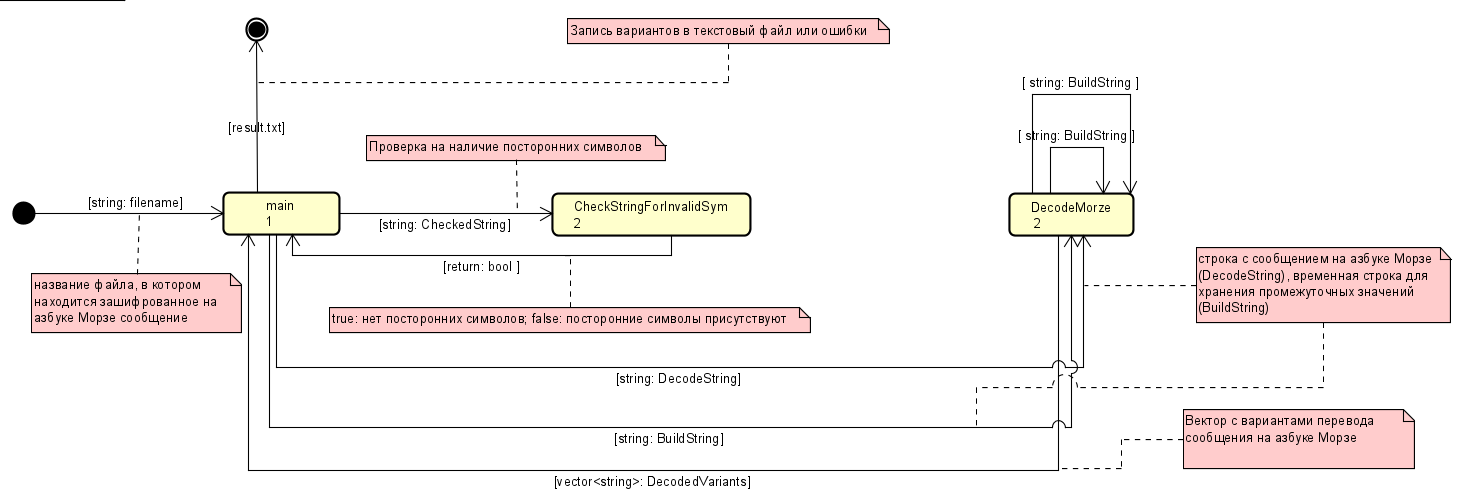 Запись вариантов в текстовый файл или ошибки
[ string: BuildString ]
[result.txt]
[ string: BuildString ]
Проверка на наличие посторонних символов
[string: filename]
main
1
[string: CheckedString]
CheckStringForInvalidSym
2
DecodeMorze
2
[return: bool ]
название файла, в котором
находится зашифрованное на
азбуке Морзе сообщение
true: нет посторонних символов; false: посторонние символы присутствуют
строка с сообщением на азбуке Морзе
(DecodeString), временная строка для
хранения промежуточных значений
(BuildString)
[string: DecodeString]
[string: BuildString]
Вектор с вариантами перевода
сообщения на азбуке Морзе
[vector<string>: DecodedVariants]